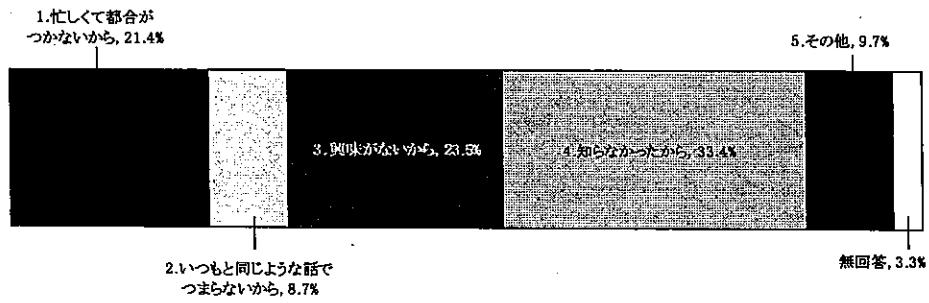 1.忙しくて都合が
つかないから, 21.4%
2.いつもと同じような話で
つまらないから, 8.7%
3.興味がないから, 23.5%
4.知らなかったから, 33.4%
5.その他, 9.7%
無回答, 3.3%